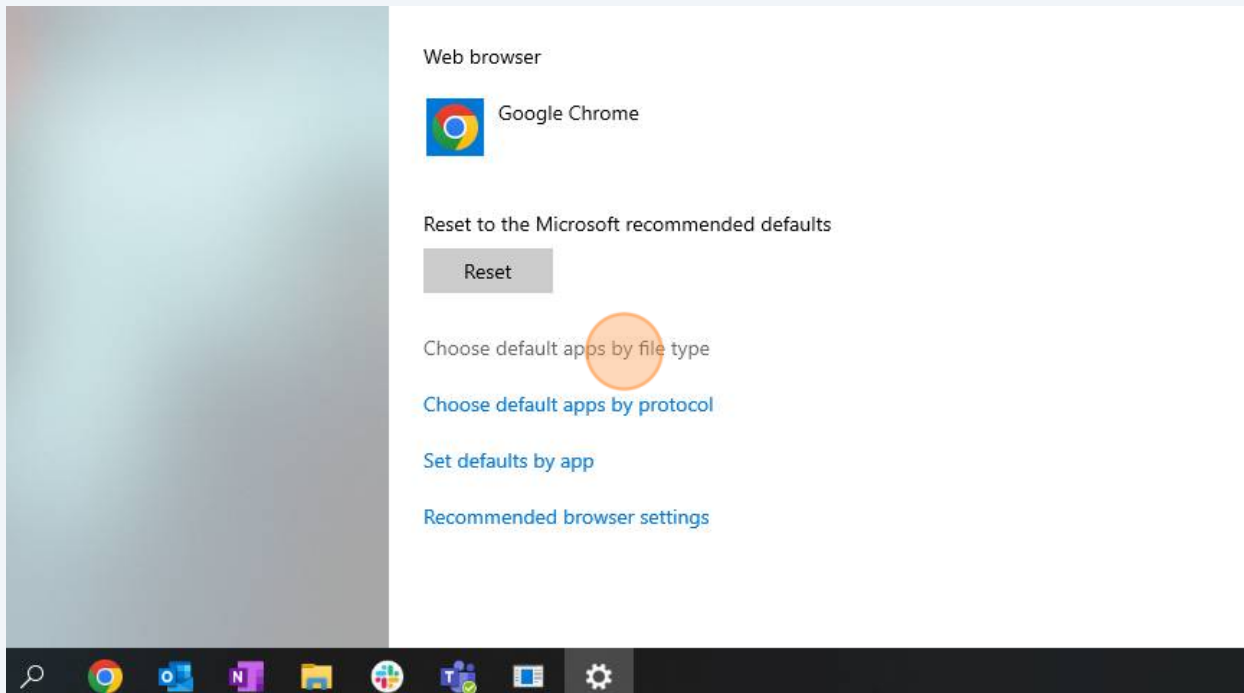 Web browser
Google Chrome
Reset to the Microsoft recommended defaults
Reset
Choose default apps by file type
Choose default apps by protocol
Set defaults by app
Recommended browser settings